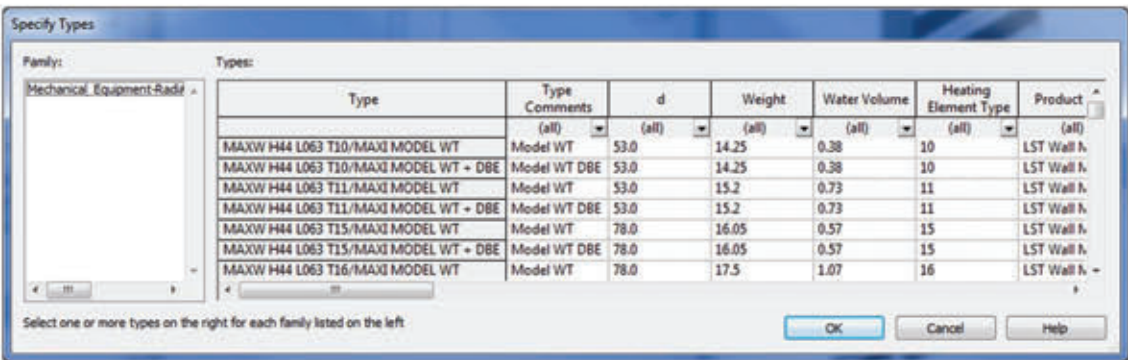 Specify Types
Family: Types:
Mechanical_Equipment-Radia
Type Type Comments d Weight Water Volume Heating Element Type Product
(all) (all) (all) (all) (all) (all)
MAXW H44 L063 T10/MAXI MODEL WT Model WT 53.0 14.25 0.38 10 LST Wall
MAXW H44 L063 T10/MAXI MODEL WT + DBE Model WT DBE 53.0 14.25 0.38 10 LST Wall
MAXW H44 L063 T11/MAXI MODEL WT Model WT 53.0 15.2 0.73 11 LST Wall
MAXW H44 L063 T11/MAXI MODEL WT + DBE Model WT DBE 53.0 15.2 0.73 11 LST Wall
MAXW H44 L063 T15/MAXI MODEL WT Model WT 78.0 16.05 0.57 15 LST Wall
MAXW H44 L063 T15/MAXI MODEL WT + DBE Model WT DBE 78.0 16.05 0.57 15 LST Wall
MAXW H44 L063 T16/MAXI MODEL WT Model WT 78.0 17.5 1.07 16 LST Wall
Select one or more types on the right for each family listed on the left
OK Cancel Help